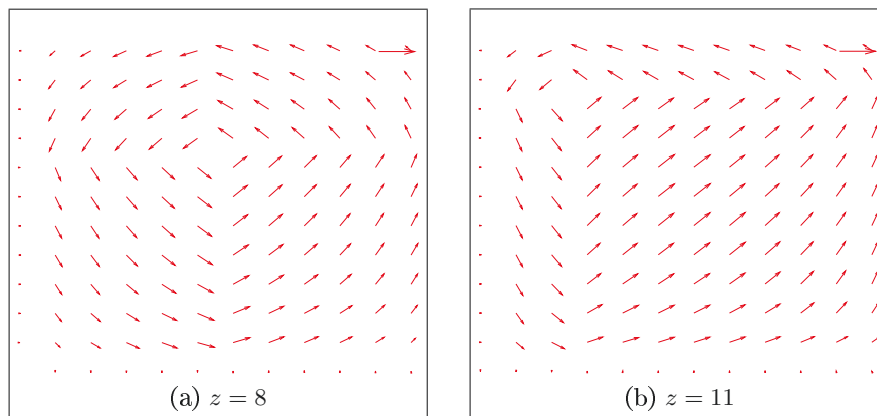 (a) z = 8
(b) z = 11